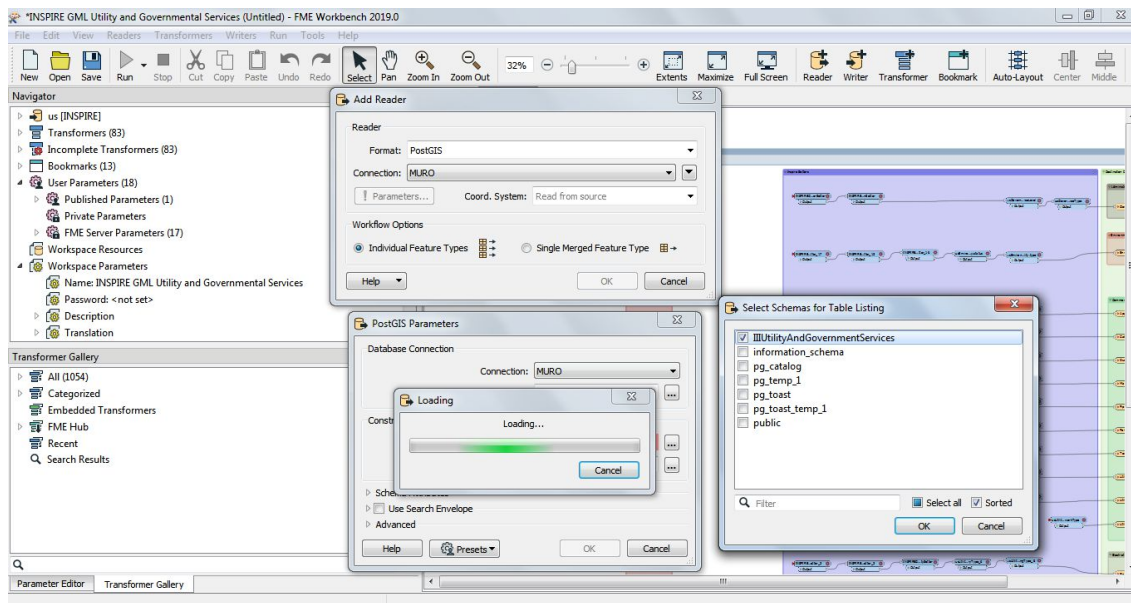 *INSPIRE GML Utility and Governmental Services (Untitled) - FME Workbench 2019.0
File Edit View Readers Transformers Writers Run Tools Help
New Open Save Run Stop Cut Copy Paste Undo Redo Select Pan Zoom In Zoom Out 32% Extents Maximize Full Screen Reader Writer Transformer Bookmark Auto-Layout Center Middle
Navigator
us [INSPIRE]
Transformers (83)
Incomplete Transformers (83)
Bookmarks (13)
User Parameters (18)
Published Parameters (1)
Private Parameters
FME Server Parameters (17)
Workspace Resources
Workspace Parameters
Name: INSPIRE GML Utility and Governmental Services
Password: <not set>
Description
Translation
Transformer Gallery
All (1054)
Categorized
Embedded Transformers
FME Hub
Recent
Search Results
Parameter Editor Transformer Gallery
Add Reader
Reader
Format: PostGIS
Connection: MURO
! Parameters... Coord. System: Read from source
Workflow Options
Individual Feature Types Single Merged Feature Type
Help OK Cancel
PostGIS Parameters
Database Connection
Connection: MURO
Loading
Loading...
Cancel
Use Search Envelope
Advanced
Help Presets OK Cancel
Select Schemas for Table Listing
IIIUtilityAndGovernmentServices
information_schema
pg_catalog
pg_temp_1
pg_toast
pg_toast_temp_1
public
Filter Select all Sorted
OK Cancel